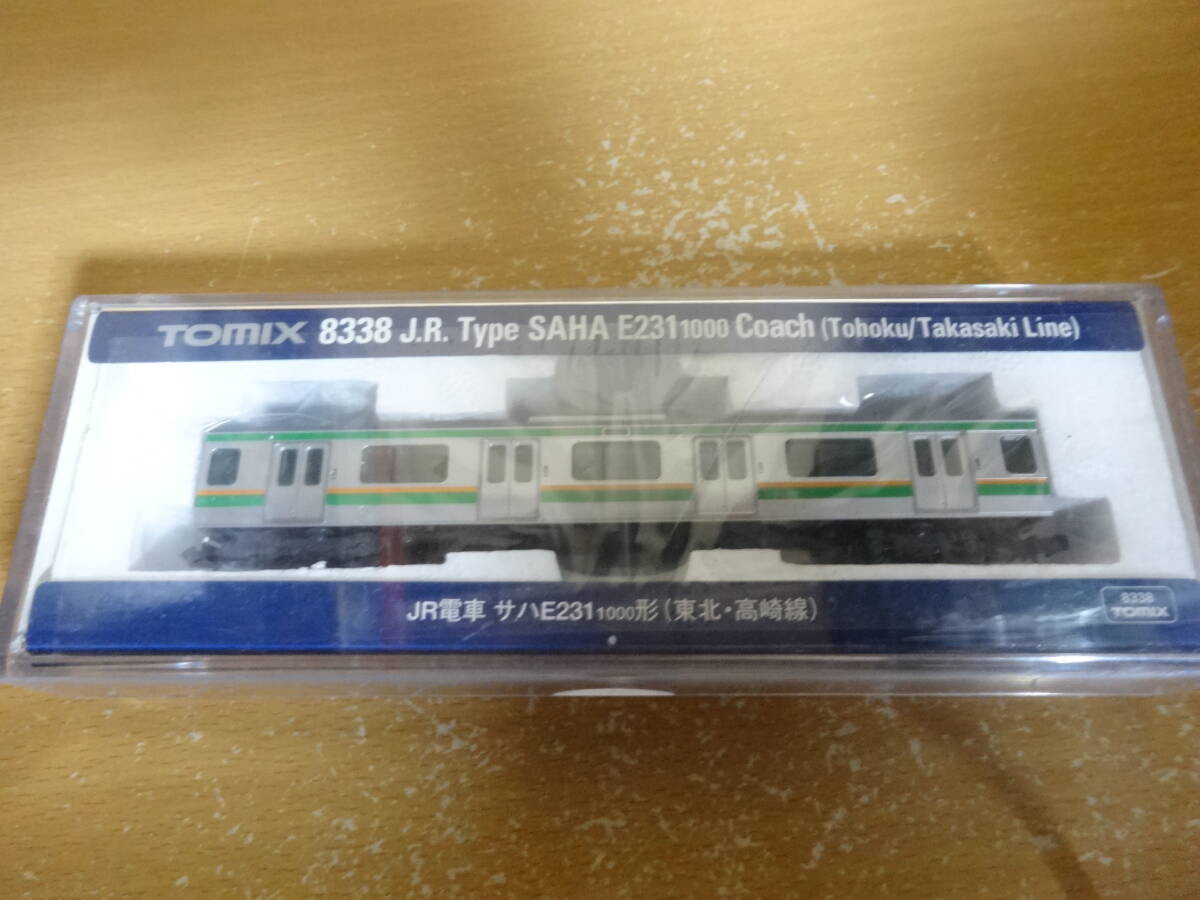 TOMIX 8338 J.R. Type SAHA E231 1000 Coach (Tohoku/Takasaki Line)
JR電車 サハE231 1000形(東北・高崎線)
8338
TOMIX